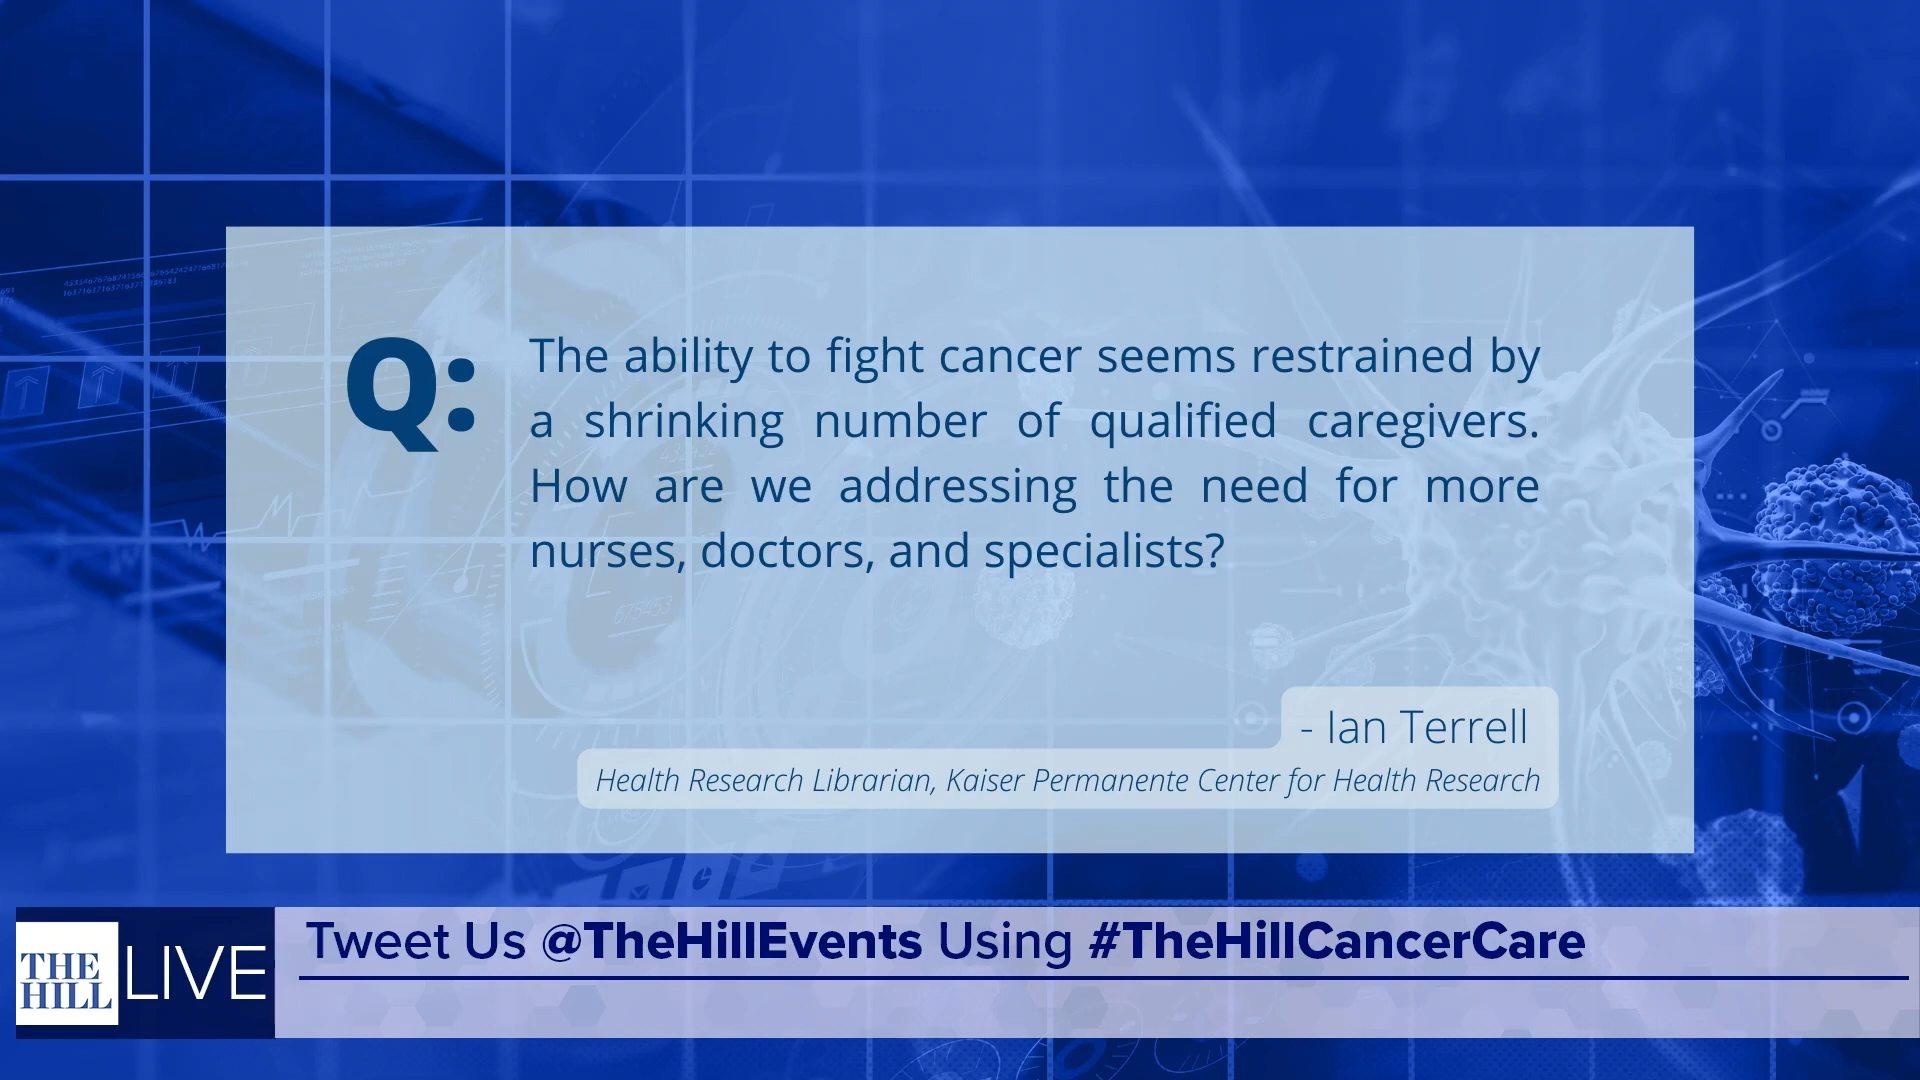 Q:
The ability to fight cancer seems restrained by
a shrinking number of qualified caregivers.
How are we addressing the need for more
nurses, doctors, and specialists?
- Ian Terrell
Health Research Librarian, Kaiser Permanente Center for Health Research
THE
HILL
LIVE
Tweet Us @TheHillEvents Using #TheHillCancerCare